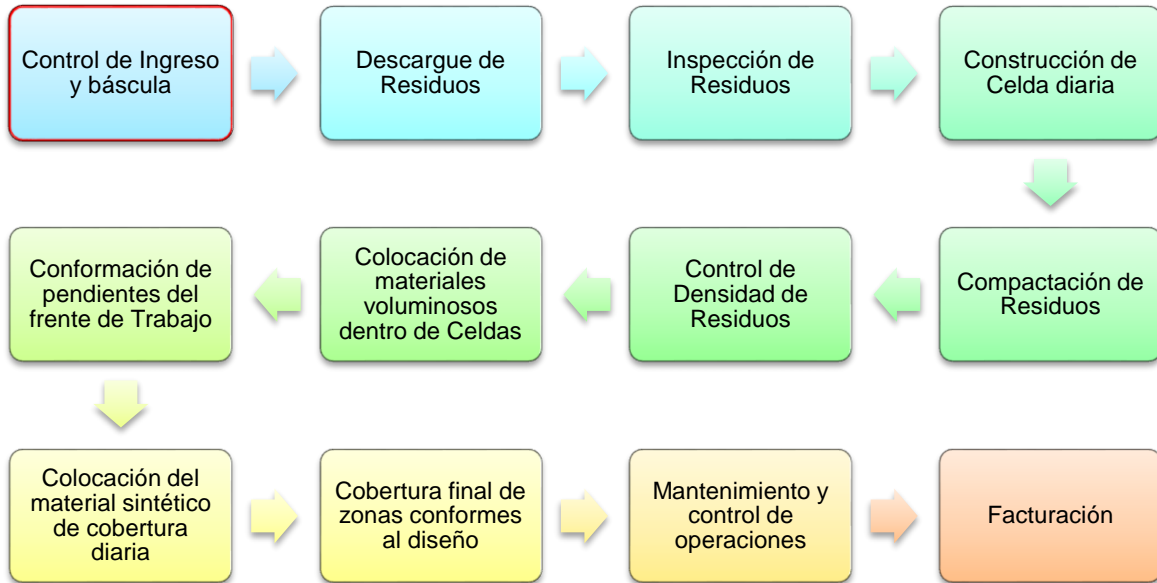 Control de Ingreso
y báscula
Descargue de
Residuos
Inspección de
Residuos
Construcción de
Celda diaria
Compactación de
Residuos
Control de
Densidad de
Residuos
Colocación de
materiales
voluminosos
dentro de Celdas
Conformación de
pendientes del
frente de Trabajo
Colocación del
material sintético
de cobertura
diaria
Cobertura final de
zonas conformes
al diseño
Mantenimiento y
control de
operaciones
Facturación